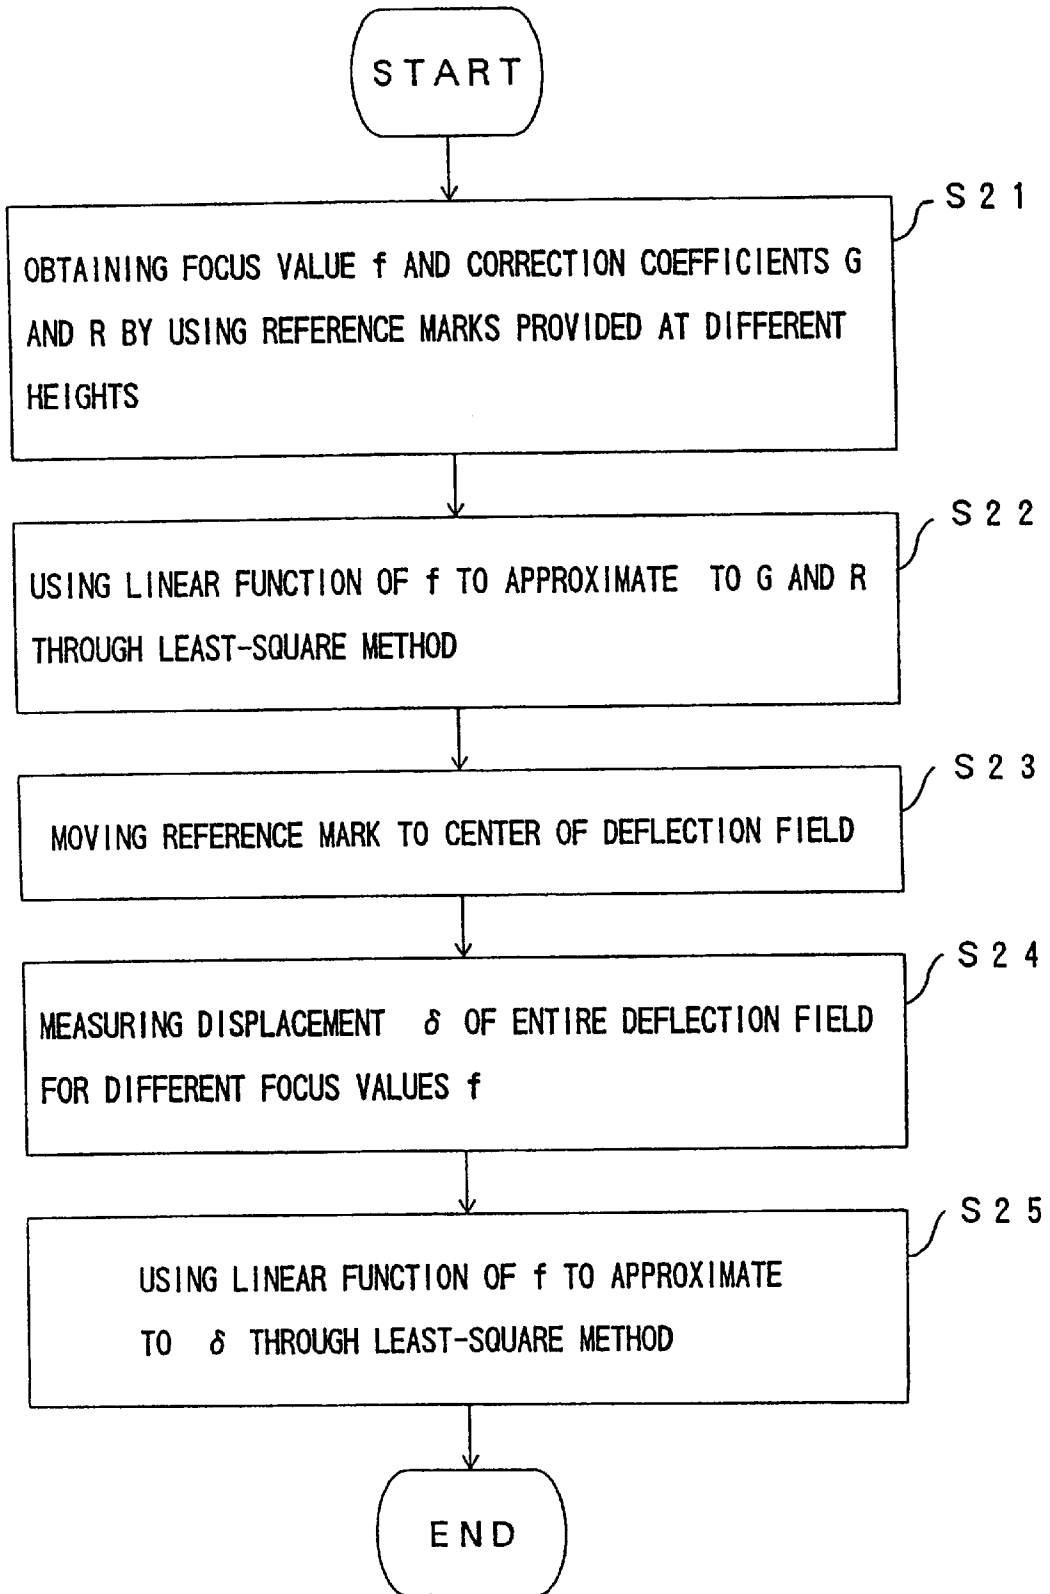 START
S21
OBTAINING FOCUS VALUE f AND CORRECTION COEFFICIENTS G
AND R BY USING REFERENCE MARKS PROVIDED AT DIFFERENT
HEIGHTS
S22
USING LINEAR FUNCTION OF f TO APPROXIMATE TO G AND R
THROUGH LEAST-SQUARE METHOD
S23
MOVING REFERENCE MARK TO CENTER OF DEFLECTION FIELD
S24
MEASURING DISPLACEMENT δ OF ENTIRE DEFLECTION FIELD
FOR DIFFERENT FOCUS VALUES f
S25
USING LINEAR FUNCTION OF f TO APPROXIMATE
TO δ THROUGH LEAST-SQUARE METHOD
END